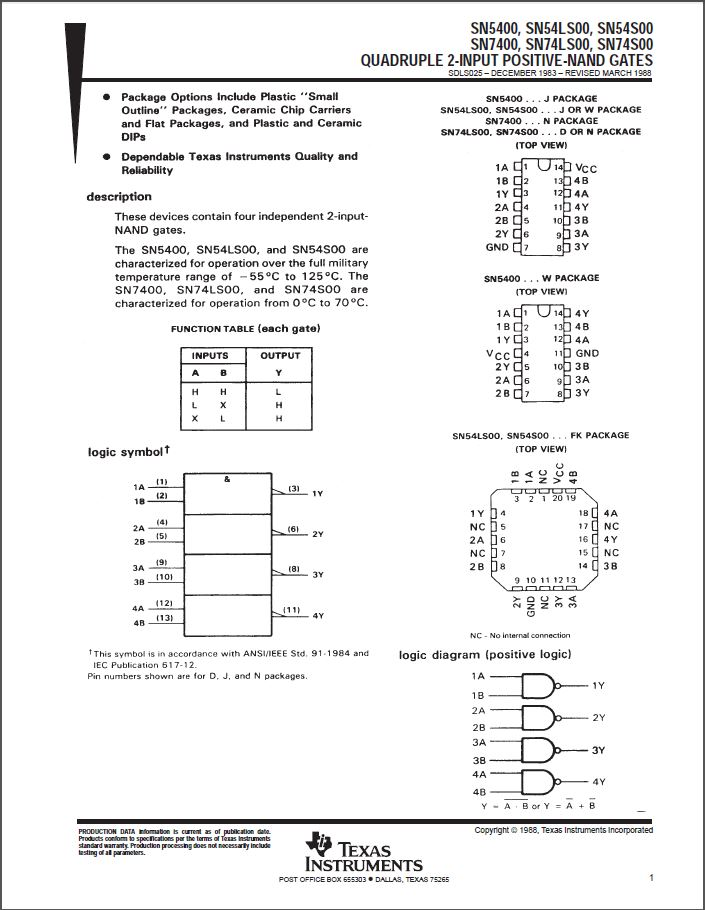 SN5400, SN54LS00, SN54S00
SN7400, SN74LS00, SN74S00
QUADRUPLE 2-INPUT POSITIVE-NAND GATES
SDLS025 – DECEMBER 1983 – REVISED MARCH 1988
● Package Options Include Plastic "Small
Outline" Packages, Ceramic Chip Carriers
and Flat Packages, and Plastic and Ceramic
DIPs
● Dependable Texas Instruments Quality and
Reliability
description
These devices contain four independent 2-input-
NAND gates.
The SN5400, SN54LS00, and SN54S00 are
characterized for operation over the full military
temperature range of −55°C to 125°C. The
SN7400, SN74LS00, and SN74S00 are
characterized for operation from 0°C to 70°C.
FUNCTION TABLE (each gate)
INPUTS OUTPUT
A B Y
H H L
L X H
X L H
logic symbol†
&
1A (1)
1B (2)
(3) 1Y
2A (4)
2B (5)
(6) 2Y
3A (9)
3B (10)
(8) 3Y
4A (12)
4B (13)
(11) 4Y
†This symbol is in accordance with ANSI/IEEE Std. 91-1984 and
IEC Publication 617-12.
Pin numbers shown are for D, J, and N packages.
SN5400 . . . J PACKAGE
SN54LS00, SN54S00 . . . J OR W PACKAGE
SN7400 . . . N PACKAGE
SN74LS00, SN74S00 . . . D OR N PACKAGE
(TOP VIEW)
1A 1 14 VCC
1B 2 13 4B
1Y 3 12 4A
2A 4 11 4Y
2B 5 10 3B
2Y 6 9 3A
GND 7 8 3Y
SN5400 . . . W PACKAGE
(TOP VIEW)
1A 1 14 4Y
1B 2 13 4B
1Y 3 12 4A
VCC 4 11 GND
2Y 5 10 3B
2A 6 9 3A
2B 7 8 3Y
SN54LS00, SN54S00 . . . FK PACKAGE
(TOP VIEW)
1B 1A NC VCC 4B
3 2 1 20 19
1Y 4 18 4A
NC 5 17 NC
2A 6 16 4Y
NC 7 15 NC
2B 8 14 3B
9 10 11 12 13
2Y GND NC 3Y 3A
NC - No internal connection
logic diagram (positive logic)
1A
1B
1Y
2A
2B
2Y
3A
3B
3Y
4A
4B
4Y
Y = A̅ ̅·̅ ̅B̅ or Y = A̅ + B̅
PRODUCTION DATA information is current as of publication date.
Products conform to specifications per the terms of Texas Instruments
standard warranty. Production processing does not necessarily include
testing of all parameters.
Copyright © 1988, Texas Instruments Incorporated
TEXAS
INSTRUMENTS
POST OFFICE BOX 655303 ● DALLAS, TEXAS 75265
1